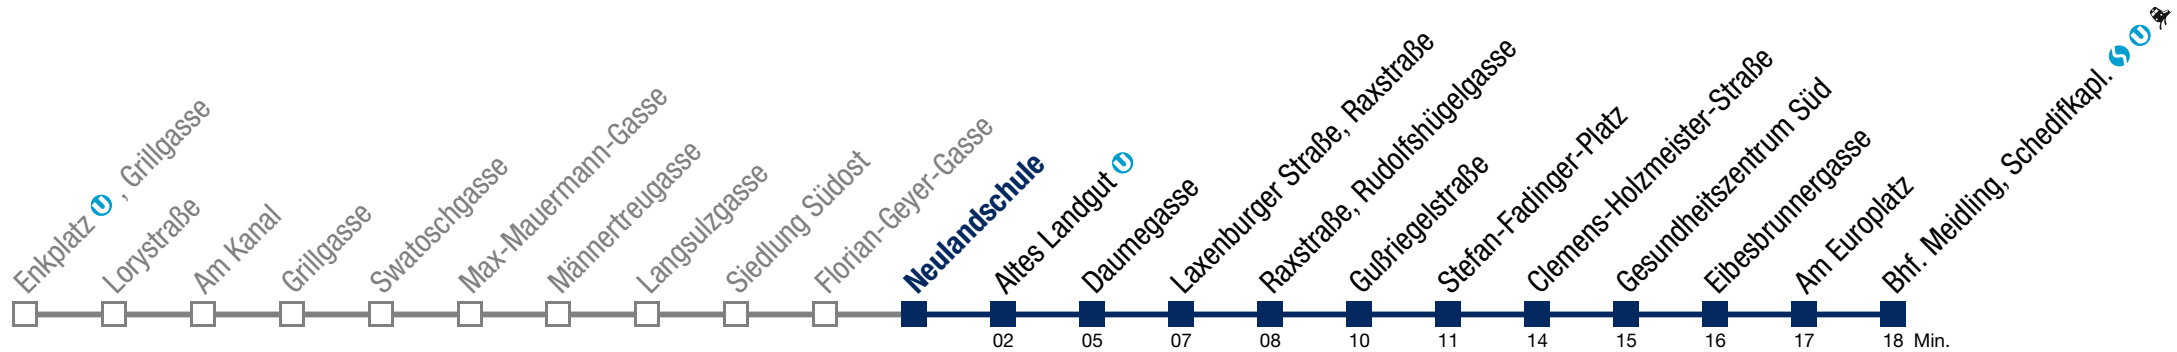 Enkplatz U , Grillgasse
Lorystraße
Am Kanal
Grillgasse
Swatoschgasse
Max-Mauermann-Gasse
Männertreugasse
Langsulzgasse
Siedlung Südost
Florian-Geyer-Gasse
Neulandschule
Altes Landgut U
Daumegasse
Laxenburger Straße, Raxstraße
Raxstraße, Rudolfshügelgasse
Gußriegelstraße
Stefan-Fadinger-Platz
Clemens-Holzmeister-Straße
Gesundheitszentrum Süd
Eibesbrunnergasse
Am Europlatz
Bhf. Meidling, Schedifkapl. S U
02 05 07 08 10 11 14 15 16 17 18 Min.